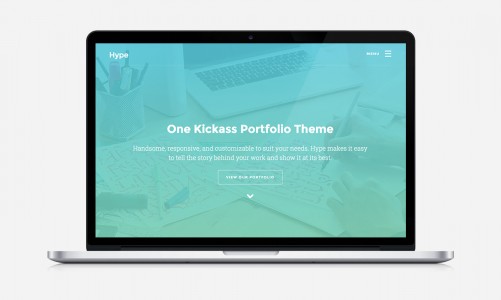 Hype
MENU
One Kickass Portfolio Theme
Handsome, responsive, and customizable to suit your needs. Hype makes it easy
to tell the story behind your work and show it at its best.
VIEW OUR PORTFOLIO